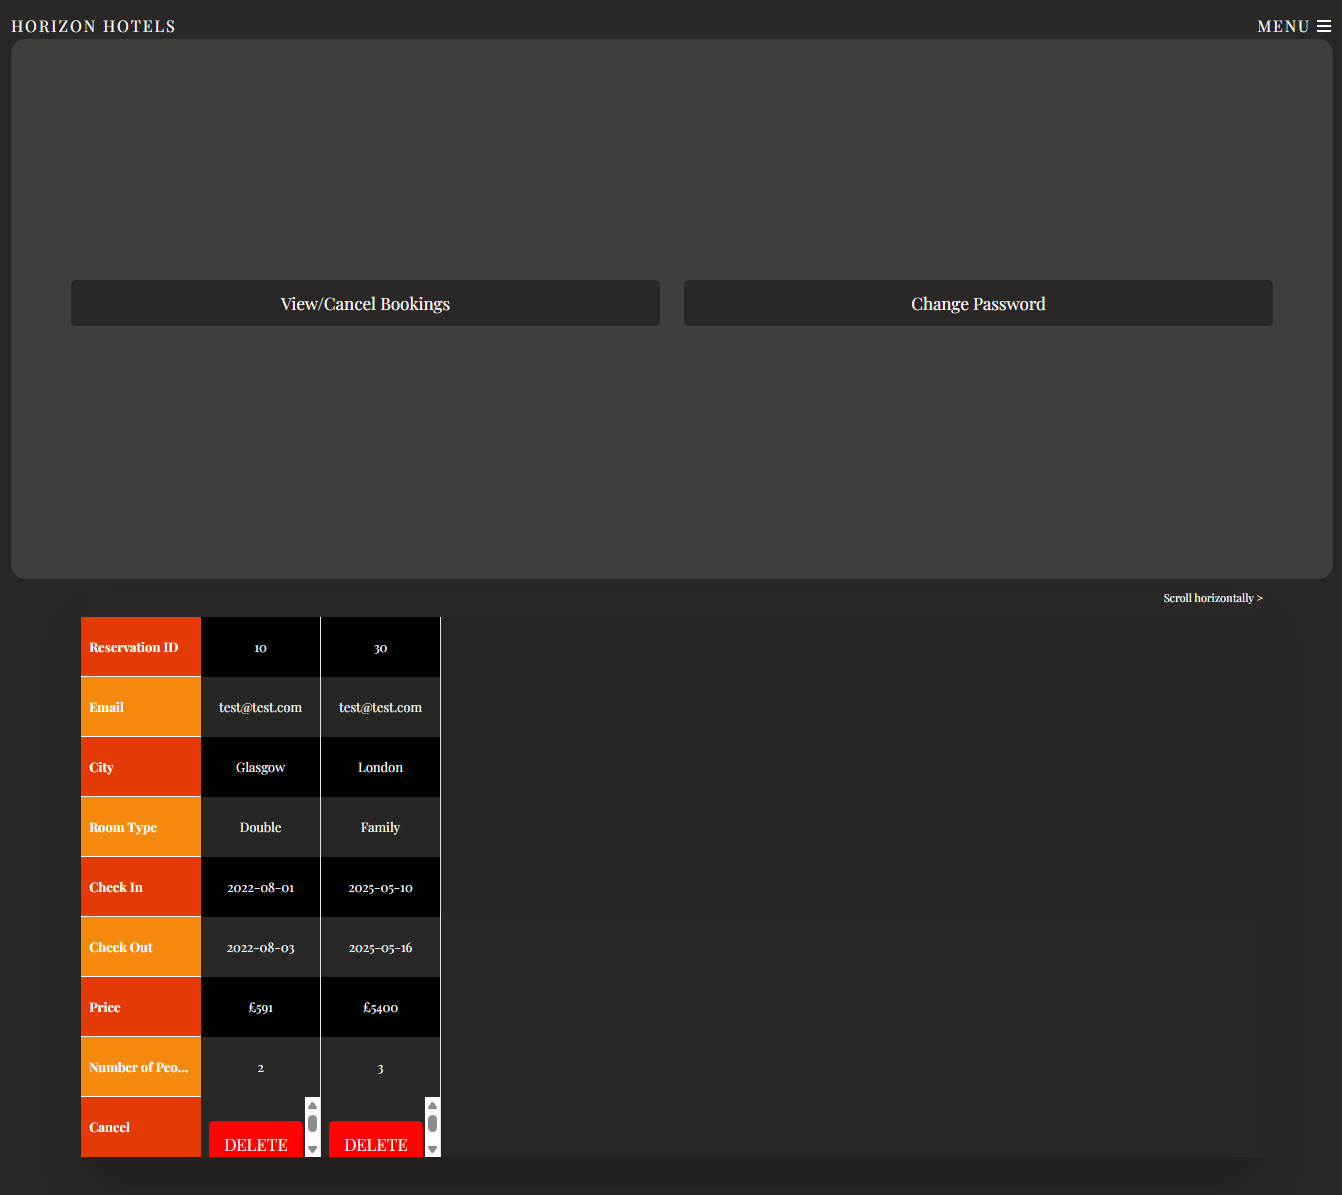 HORIZON HOTELS
MENU
View/Cancel Bookings
Change Password
Scroll horizontally >
Reservation ID 10 30
Email test@test.com test@test.com
City Glasgow London
Room Type Double Family
Check In 2022-08-01 2025-05-10
Check Out 2022-08-03 2025-05-16
Price £591 £5400
Number of Peo... 2 3
Cancel DELETE DELETE